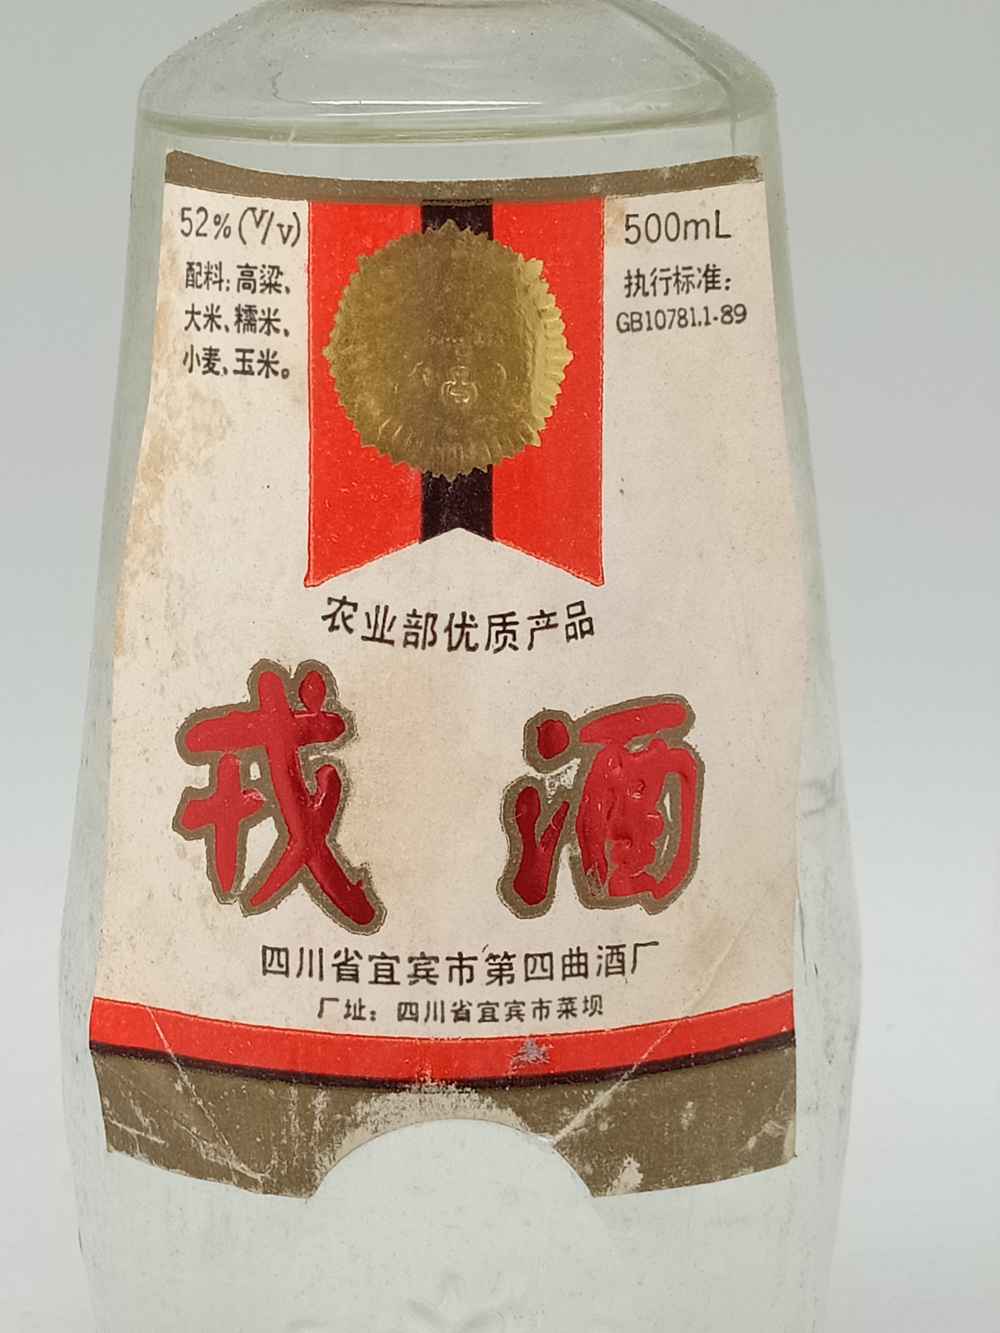 52%(V/v)
配料:高粱、
大米、糯米、
小麦、玉米。
500mL
执行标准:
GB10781.1-89
农业部优质产品
戎酒
四川省宜宾市第四曲酒厂
厂址:四川省宜宾市菜坝